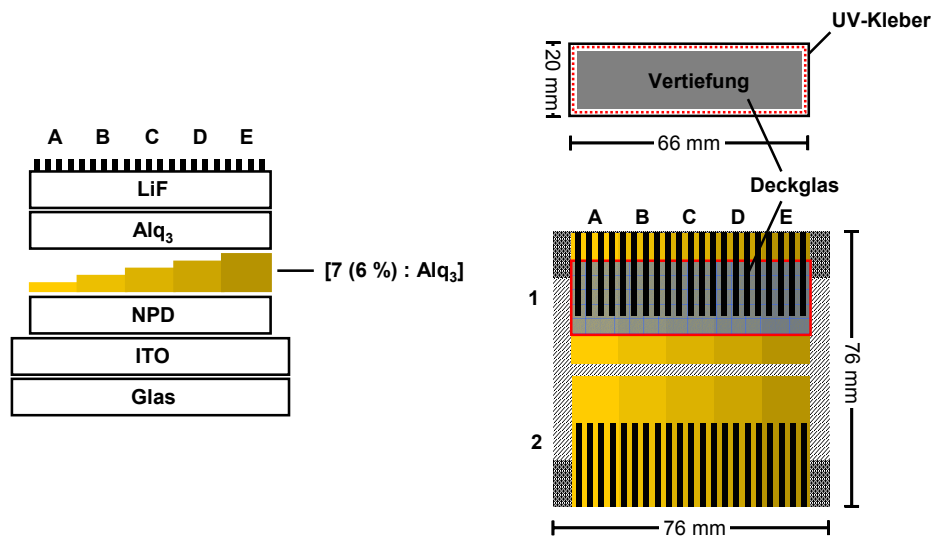 A B C D E
LiF
Alq₃
[7 (6 %) : Alq₃]
NPD
ITO
Glas
UV-Kleber
20 mm
Vertiefung
66 mm
Deckglas
A B C D E
1
2
76 mm
76 mm